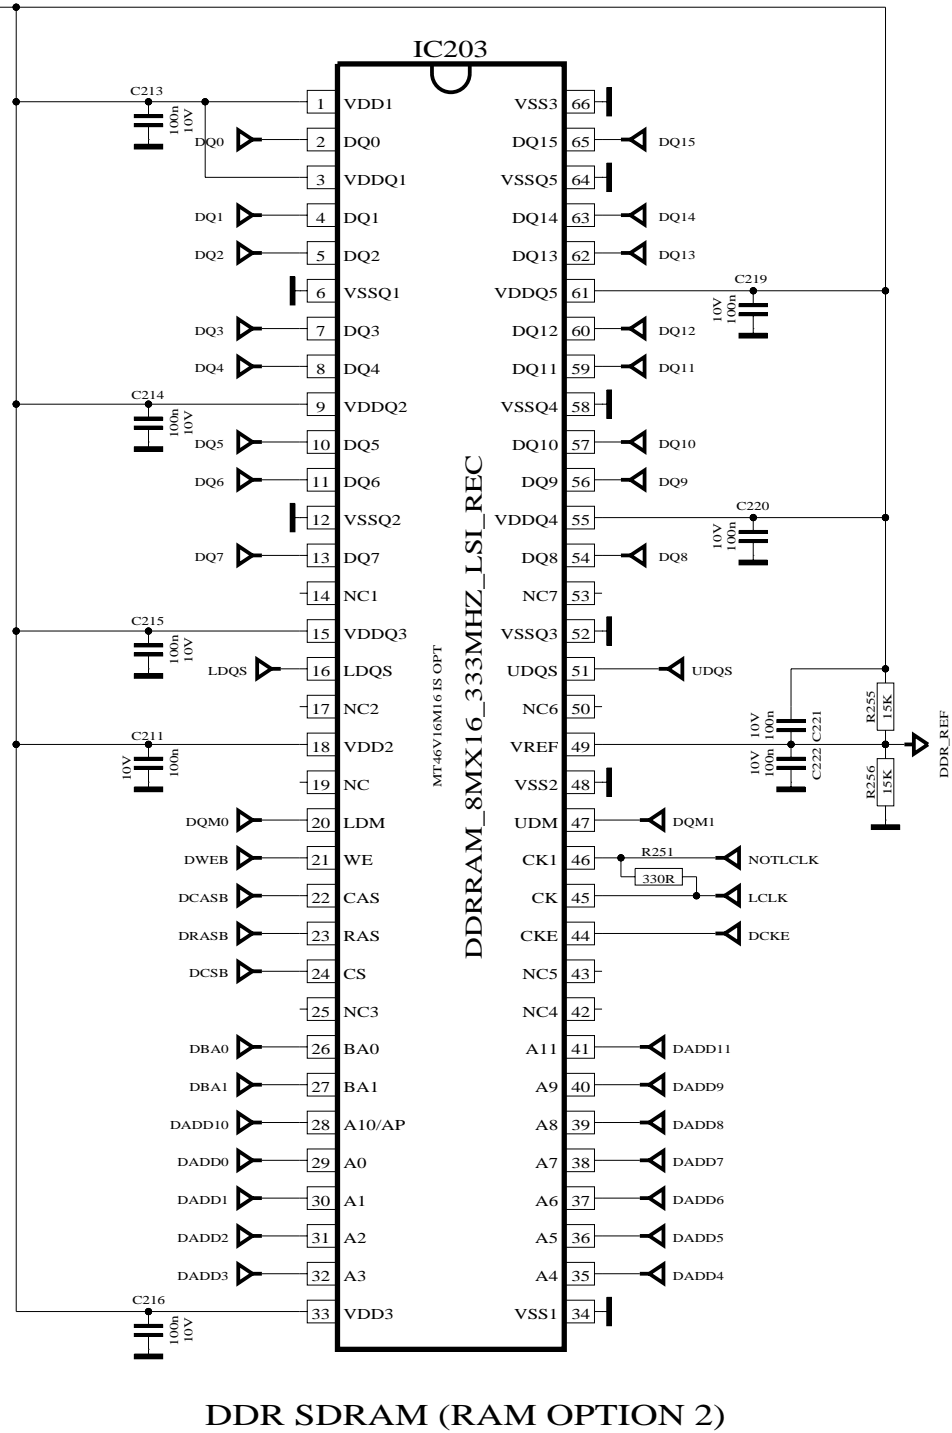 IC203
C213
100n
10V
1 VDD1
VSS3 66
DQ0
2 DQ0
DQ15 65
DQ15
3 VDDQ1
VSSQ5 64
DQ1
4 DQ1
DQ14 63
DQ14
DQ2
5 DQ2
DQ13 62
DQ13
6 VSSQ1
VDDQ5 61
C219
10V
100n
DQ3
7 DQ3
DQ12 60
DQ12
DQ4
8 DQ4
DQ11 59
DQ11
C214
100n
10V
9 VDDQ2
VSSQ4 58
DQ5
10 DQ5
DQ10 57
DQ10
DQ6
11 DQ6
DQ9 56
DQ9
12 VSSQ2
VDDQ4 55
C220
10V
100n
DQ7
13 DQ7
DQ8 54
DQ8
14 NC1
NC7 53
C215
100n
10V
15 VDDQ3
VSSQ3 52
LDQS
16 LDQS
UDQS 51
UDQS
17 NC2
NC6 50
10V
100n
C221
R255
15K
C211
10V
100n
18 VDD2
VREF 49
DDR_REF
10V
100n
C222
R256
15K
19 NC
VSS2 48
DQM0
20 LDM
UDM 47
DQM1
DWEB
21 WE
CK1 46
R251
330R
NOTLCLK
DCASB
22 CAS
CK 45
LCLK
DRASB
23 RAS
CKE 44
DCKE
DCSB
24 CS
NC5 43
25 NC3
NC4 42
DBA0
26 BA0
A11 41
DADD11
DBA1
27 BA1
A9 40
DADD9
DADD10
28 A10/AP
A8 39
DADD8
DADD0
29 A0
A7 38
DADD7
DADD1
30 A1
A6 37
DADD6
DADD2
31 A2
A5 36
DADD5
DADD3
32 A3
A4 35
DADD4
C216
100n
10V
33 VDD3
VSS1 34
MT46V16M16 IS OPT
DDRRAM_8MX16_333MHZ_LSI_REC
DDR SDRAM (RAM OPTION 2)